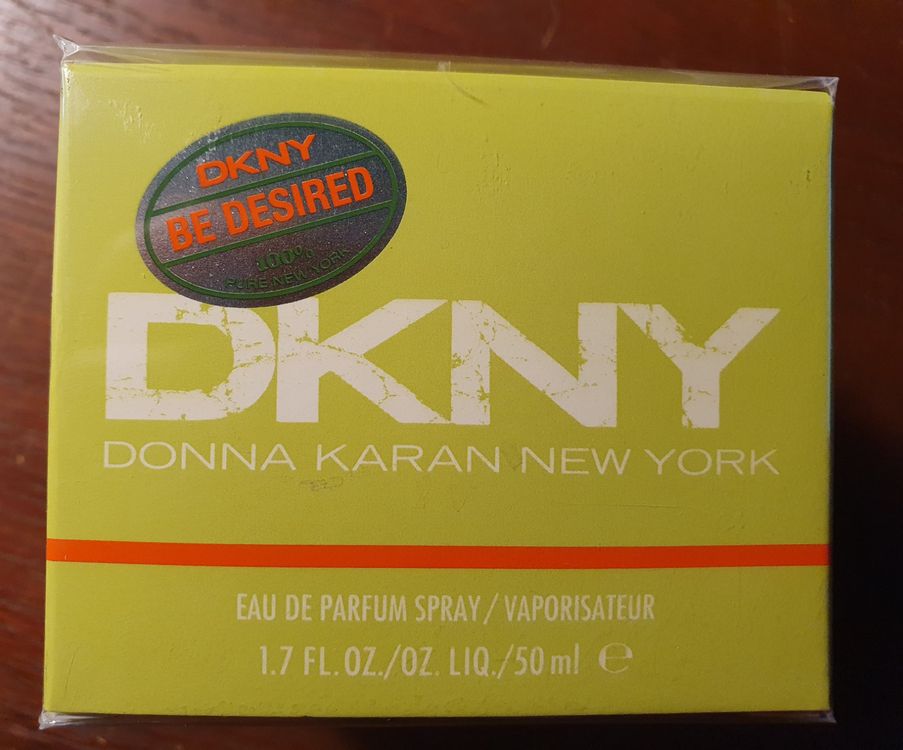 DKNY
BE DESIRED
100%
PURE NEW YORK
DKNY
DONNA KARAN NEW YORK
EAU DE PARFUM SPRAY/VAPORISATEUR
1.7 FL. OZ./OZ. LIQ./50 ml ℮